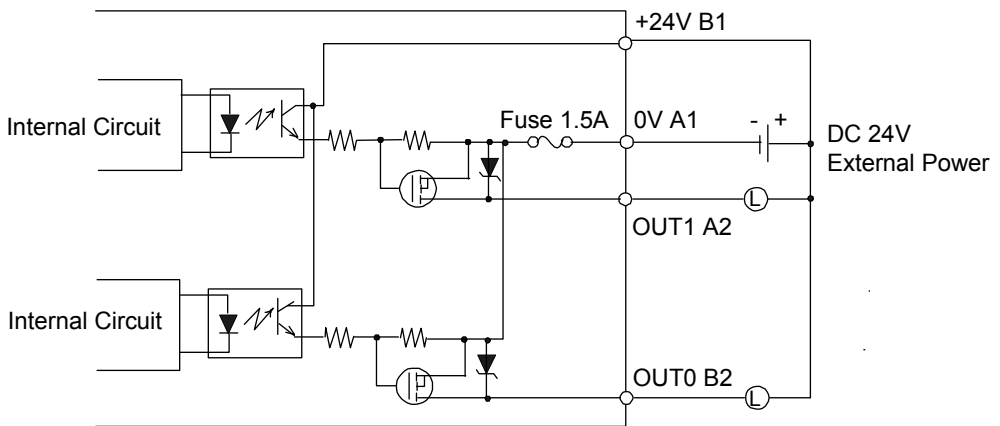 +24V B1
Internal Circuit
Fuse 1.5A
0V A1
- +
DC 24V
External Power
L
OUT1 A2
Internal Circuit
OUT0 B2
L